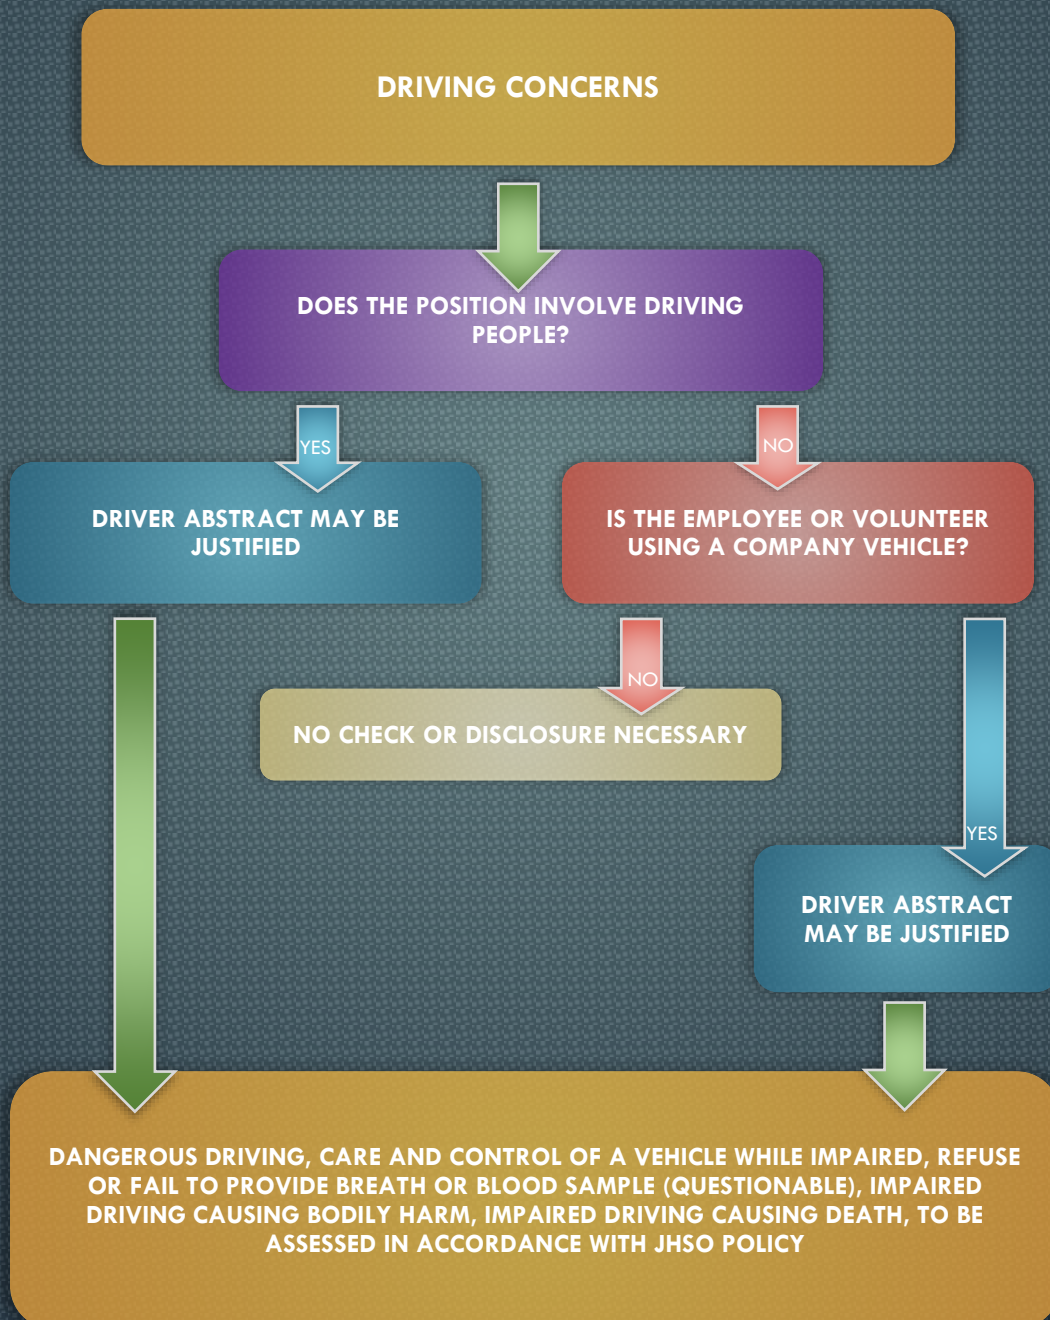 DRIVING CONCERNS
DOES THE POSITION INVOLVE DRIVING
PEOPLE?
YES
NO
DRIVER ABSTRACT MAY BE
JUSTIFIED
IS THE EMPLOYEE OR VOLUNTEER
USING A COMPANY VEHICLE?
NO
NO CHECK OR DISCLOSURE NECESSARY
YES
DRIVER ABSTRACT
MAY BE JUSTIFIED
DANGEROUS DRIVING, CARE AND CONTROL OF A VEHICLE WHILE IMPAIRED, REFUSE
OR FAIL TO PROVIDE BREATH OR BLOOD SAMPLE (QUESTIONABLE), IMPAIRED
DRIVING CAUSING BODILY HARM, IMPAIRED DRIVING CAUSING DEATH, TO BE
ASSESSED IN ACCORDANCE WITH JHSO POLICY